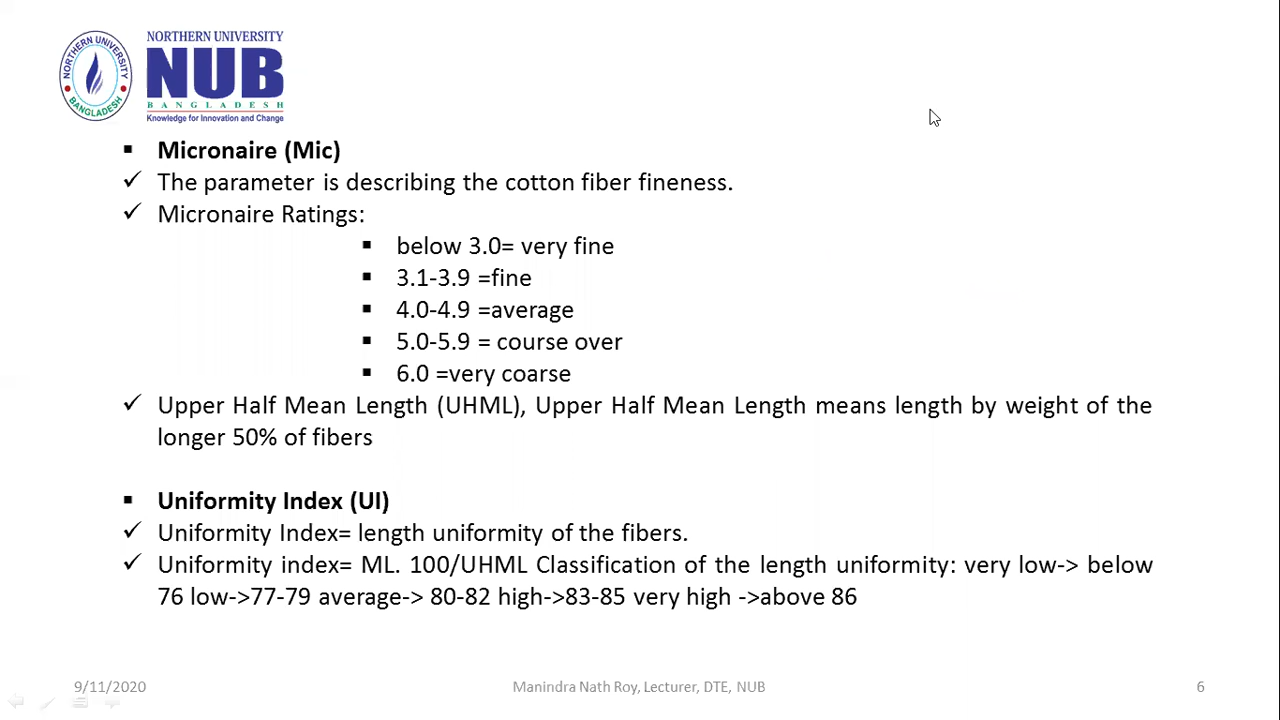 NORTHERN UNIVERSITY
BANGLADESH
NORTHERN UNIVERSITY
NUB
BANGLADESH
Knowledge for Innovation and Change
▪ Micronaire (Mic)
✓ The parameter is describing the cotton fiber fineness.
✓ Micronaire Ratings:
▪ below 3.0= very fine
▪ 3.1-3.9 =fine
▪ 4.0-4.9 =average
▪ 5.0-5.9 = course over
▪ 6.0 =very coarse
✓ Upper Half Mean Length (UHML), Upper Half Mean Length means length by weight of the
longer 50% of fibers
▪ Uniformity Index (UI)
✓ Uniformity Index= length uniformity of the fibers.
✓ Uniformity index= ML. 100/UHML Classification of the length uniformity: very low-> below
76 low->77-79 average-> 80-82 high->83-85 very high ->above 86
9/11/2020
Manindra Nath Roy, Lecturer, DTE, NUB
6